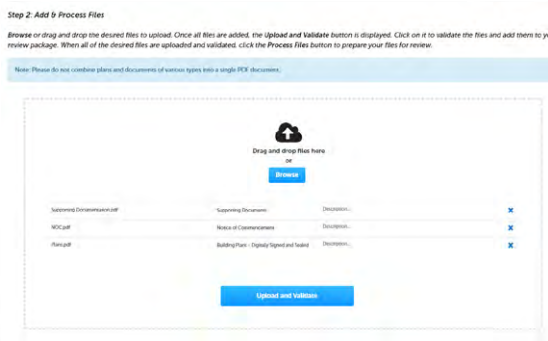 Step 2: Add & Process Files
Browse or drag and drop the desired files to upload. Once all files are added, the Upload and Validate button is displayed. Click on it to validate the files and add them to
review package. When all of the desired files are uploaded and validated, click the Process Files button to prepare your files for review.
Note: Please do not combine plans and documents of various types into a single PDF document.
Drag and drop files here
or
Browse
Supporting Documentation.pdf Supporting Documents Description...
NOC.pdf Notice of Commencement Description...
Plans.pdf Building Plans - Digitally Signed and Sealed Description...
Upload and Validate